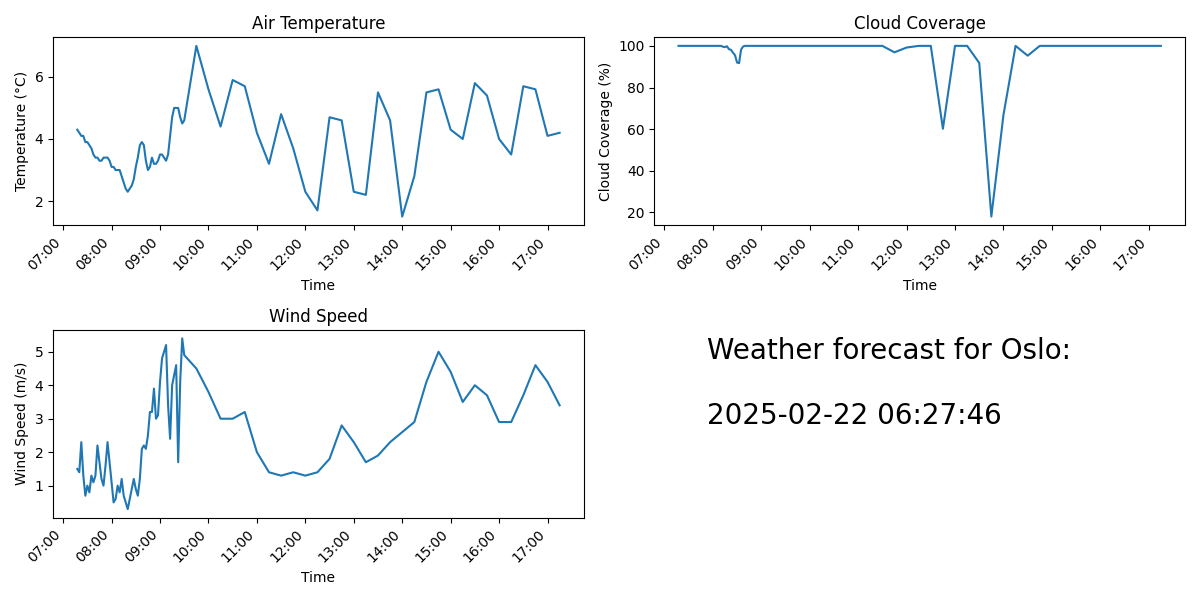 Air Temperature
Temperature (°C)
6
4
2
07:00 08:00 09:00 10:00 11:00 12:00 13:00 14:00 15:00 16:00 17:00
Time
Cloud Coverage
Cloud Coverage (%)
100
80
60
40
20
07:00 08:00 09:00 10:00 11:00 12:00 13:00 14:00 15:00 16:00 17:00
Time
Wind Speed
Wind Speed (m/s)
5
4
3
2
1
07:00 08:00 09:00 10:00 11:00 12:00 13:00 14:00 15:00 16:00 17:00
Time
Weather forecast for Oslo:
2025-02-22 06:27:46